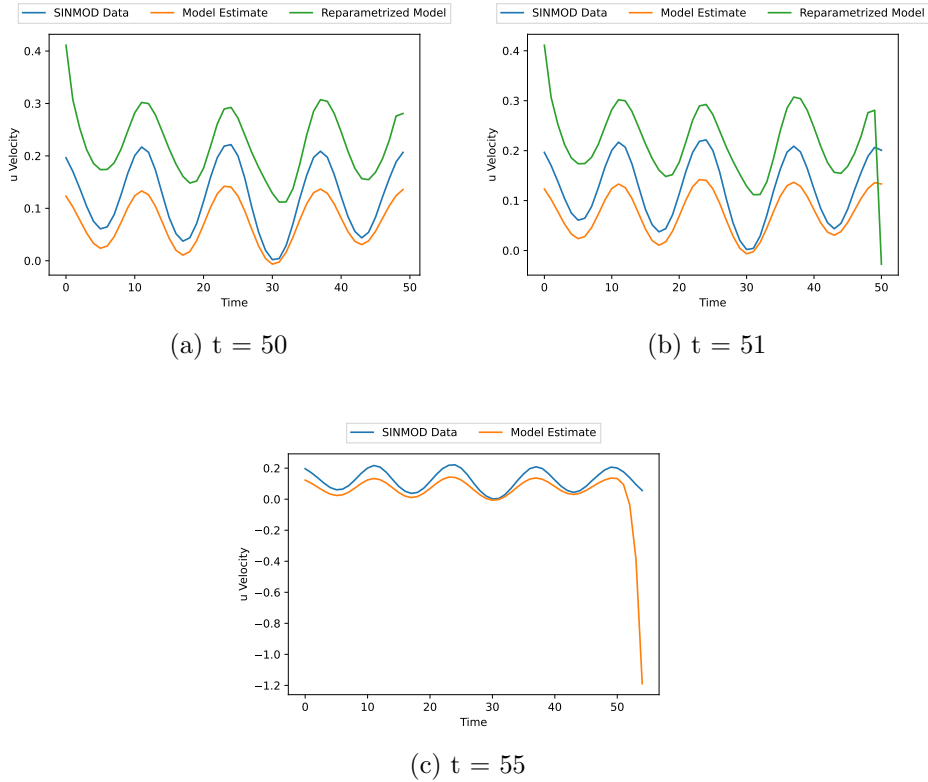 SINMOD Data Model Estimate Reparametrized Model
0.4
0.3
0.2
0.1
0.0
u Velocity
0 10 20 30 40 50
Time
(a) t = 50
SINMOD Data Model Estimate Reparametrized Model
0.4
0.3
0.2
0.1
0.0
u Velocity
0 10 20 30 40 50
Time
(b) t = 51
SINMOD Data Model Estimate
0.2
0.0
−0.2
−0.4
−0.6
−0.8
−1.0
−1.2
u Velocity
0 10 20 30 40 50
Time
(c) t = 55